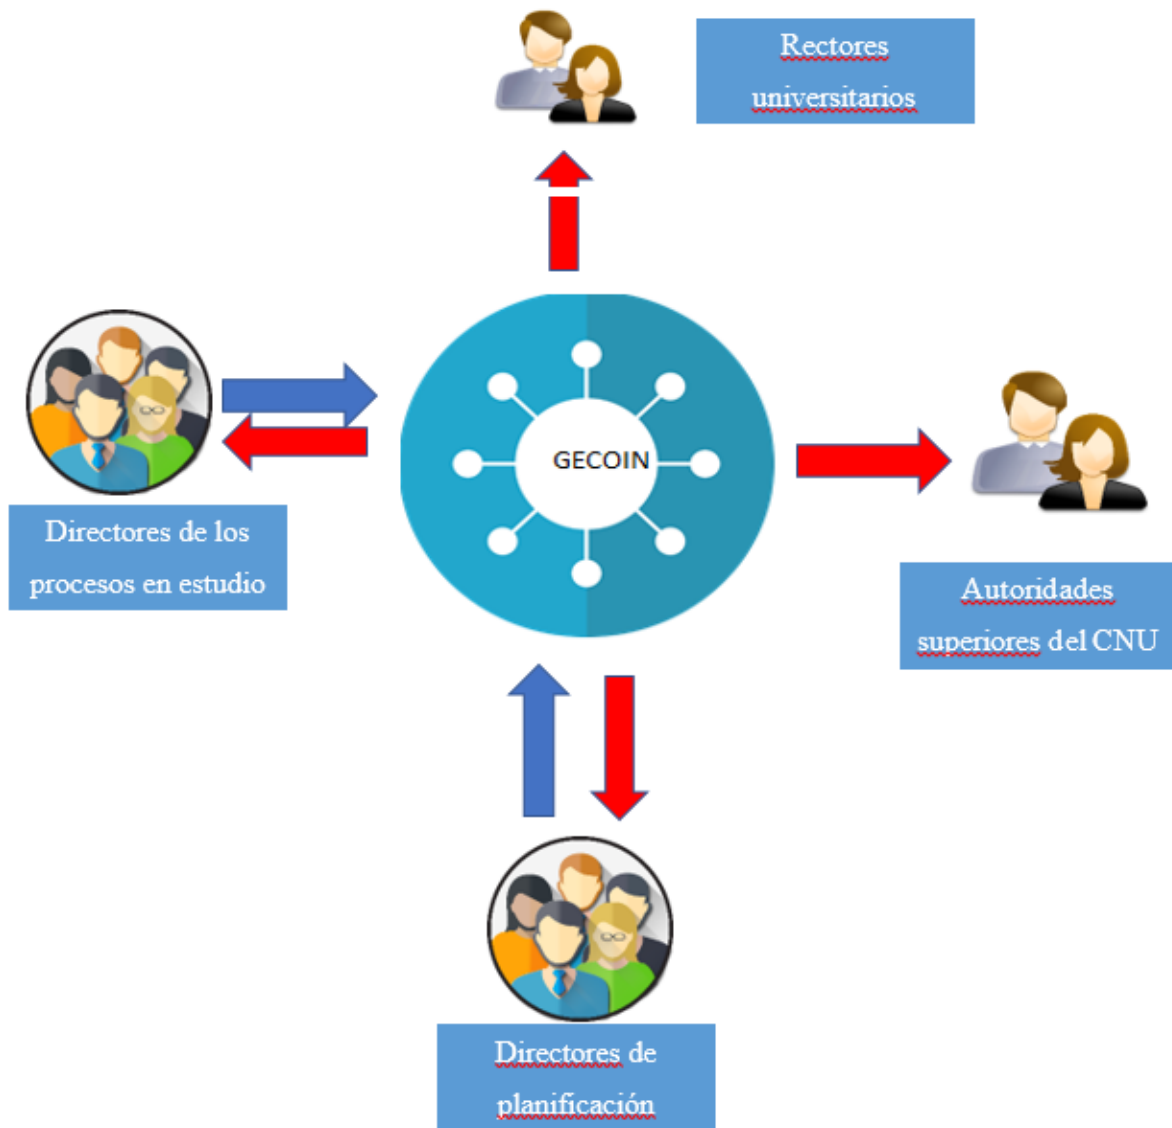 Rectores
universitarios
GECOIN
Directores de los
procesos en estudio
Autoridades
superiores del CNU
Directores de
planificación